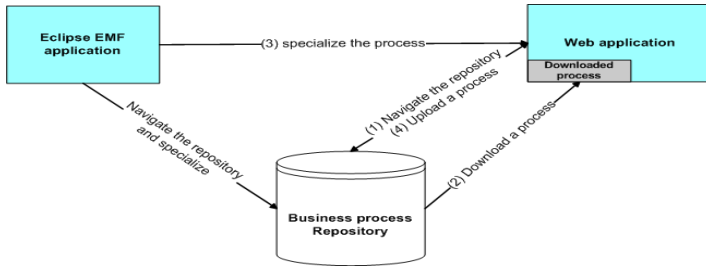 Eclipse EMF
application
(3) specialize the process
Web application
Downloaded
process
(1) Navigate the repository
(4) Upload a process
Navigate the repository
and specialize
(2) Download a process
Business process
Repository